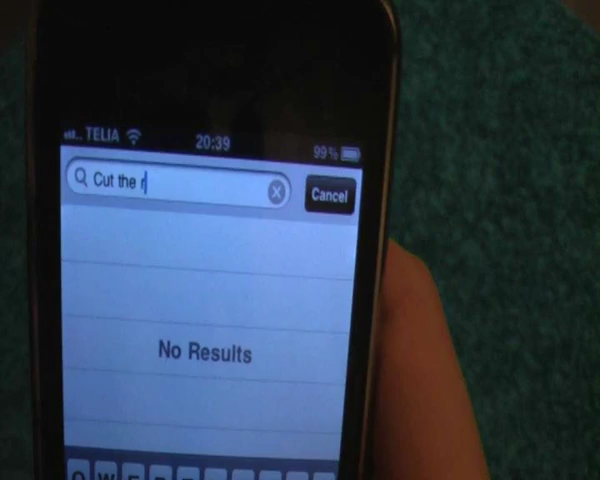 TELIA 20:39 99%
Cut the r Cancel
No Results
Q W E R T